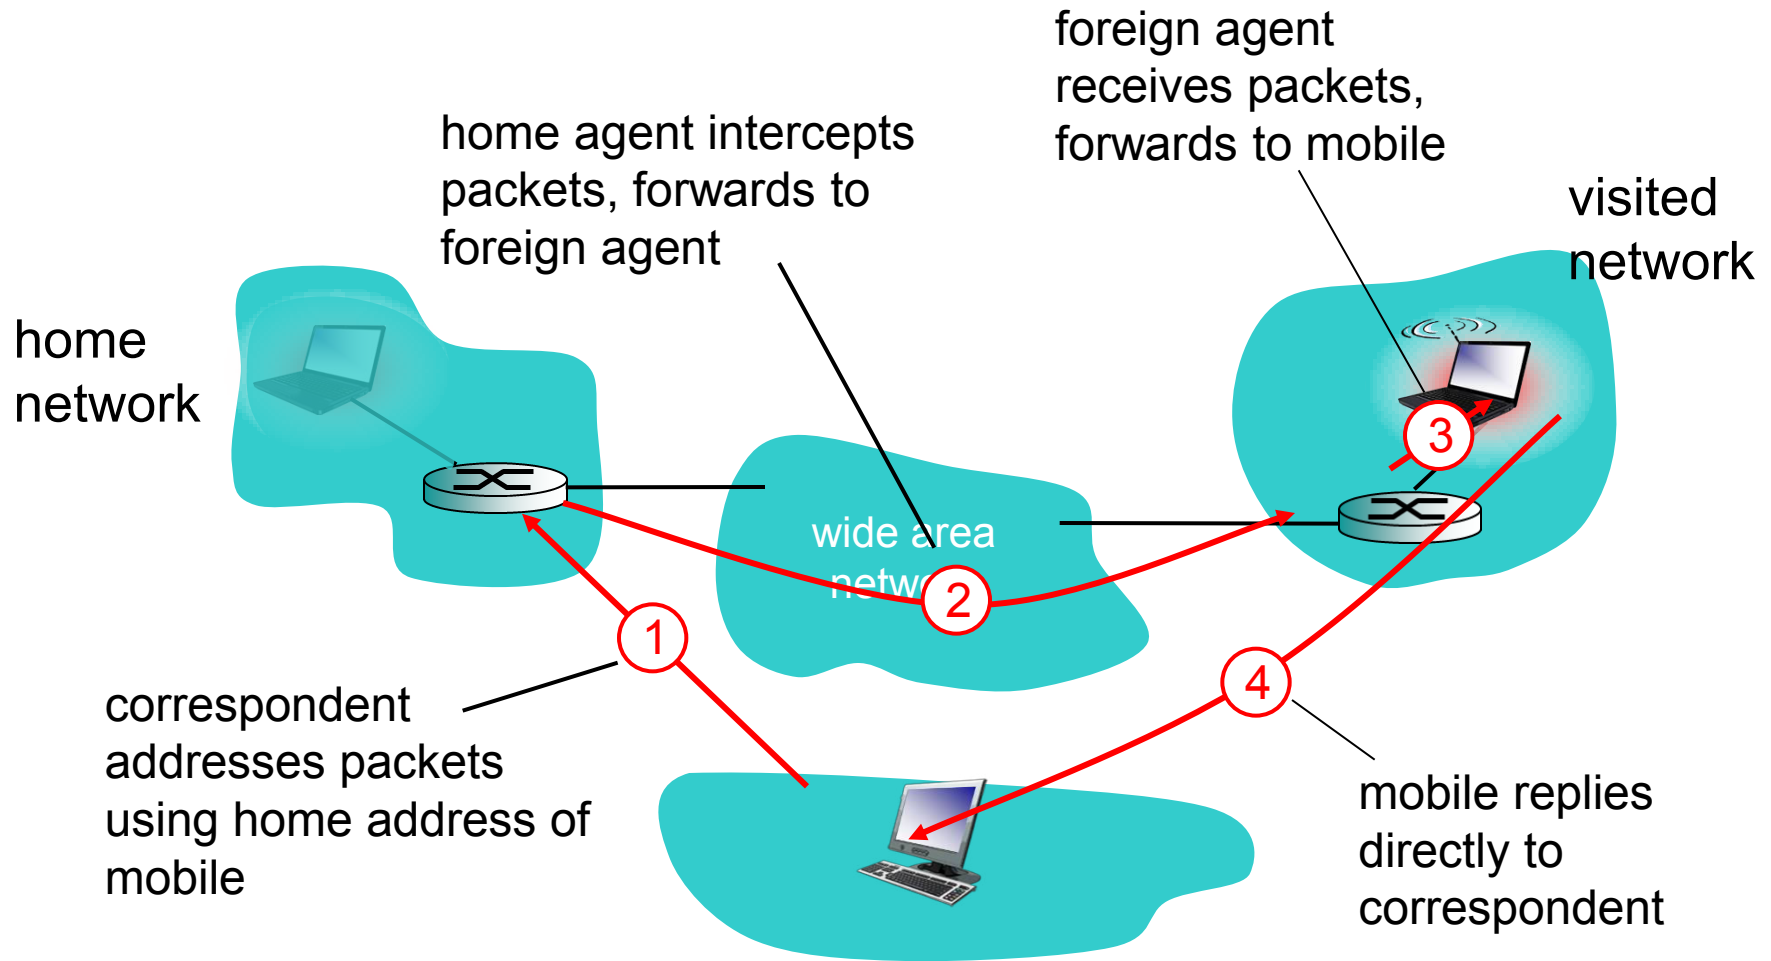 foreign agent
receives packets,
forwards to mobile
home agent intercepts
packets, forwards to
foreign agent
visited
network
home
network
3
wide area
2
1
4
correspondent
addresses packets
using home address of
mobile
mobile replies
directly to
correspondent